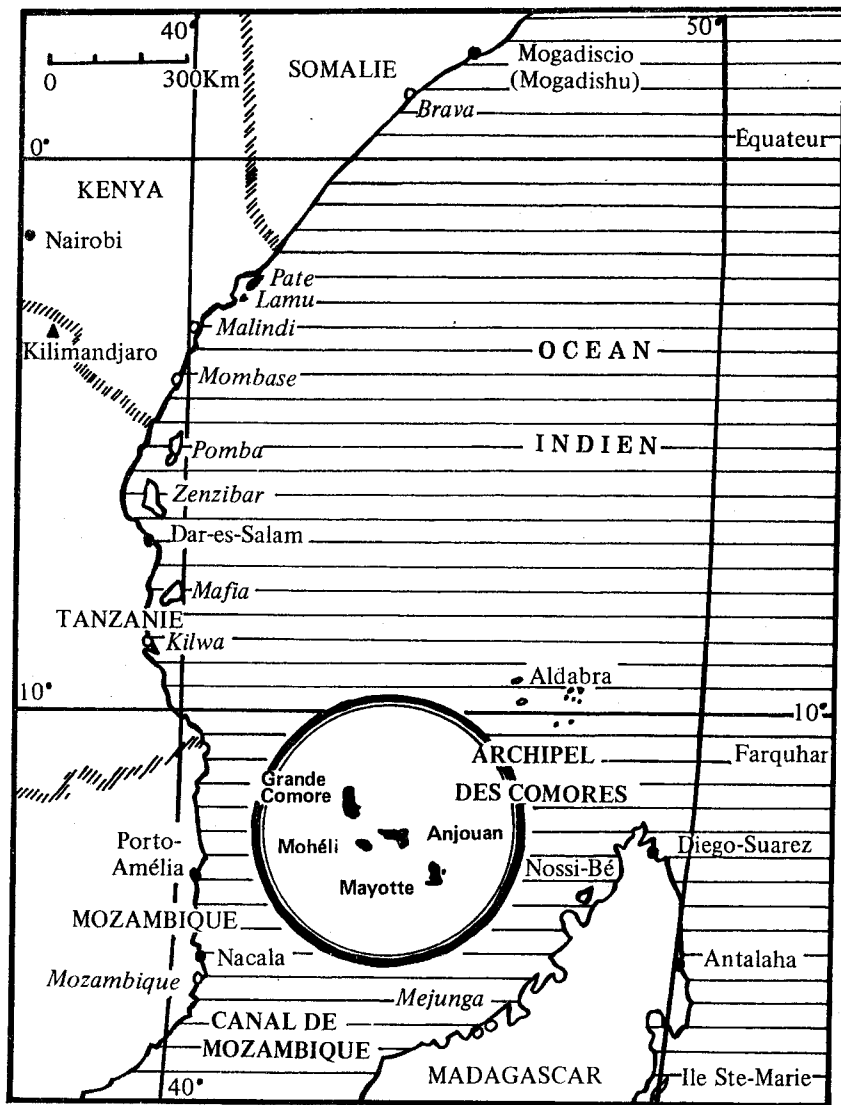 40°
50°
0
300Km
SOMALIE
Mogadiscio
(Mogadishu)
Brava
0°
Équateur
KENYA
Nairobi
Pate
Lamu
Malindi
Kilimandjaro
OCEAN
Mombase
INDIEN
Pomba
Zenzibar
Dar-es-Salam
Mafia
TANZANIE
Kilwa
Aldabra
10°
10°
ARCHIPEL
DES COMORES
Farquhar
Grande
Comore
Mohéli
Anjouan
Mayotte
Porto-
Amélia
Diego-Suarez
Nossi-Bé
MOZAMBIQUE
Nacala
Antalaha
Mozambique
Mejunga
CANAL DE
MOZAMBIQUE
40°
MADAGASCAR
Ile Ste-Marie